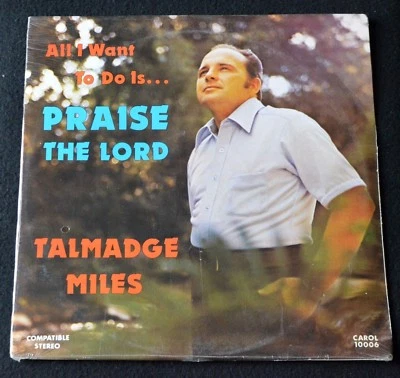 All I Want
To Do Is...
PRAISE
THE LORD
TALMADGE
MILES
COMPATIBLE
STEREO
CAROL
10006